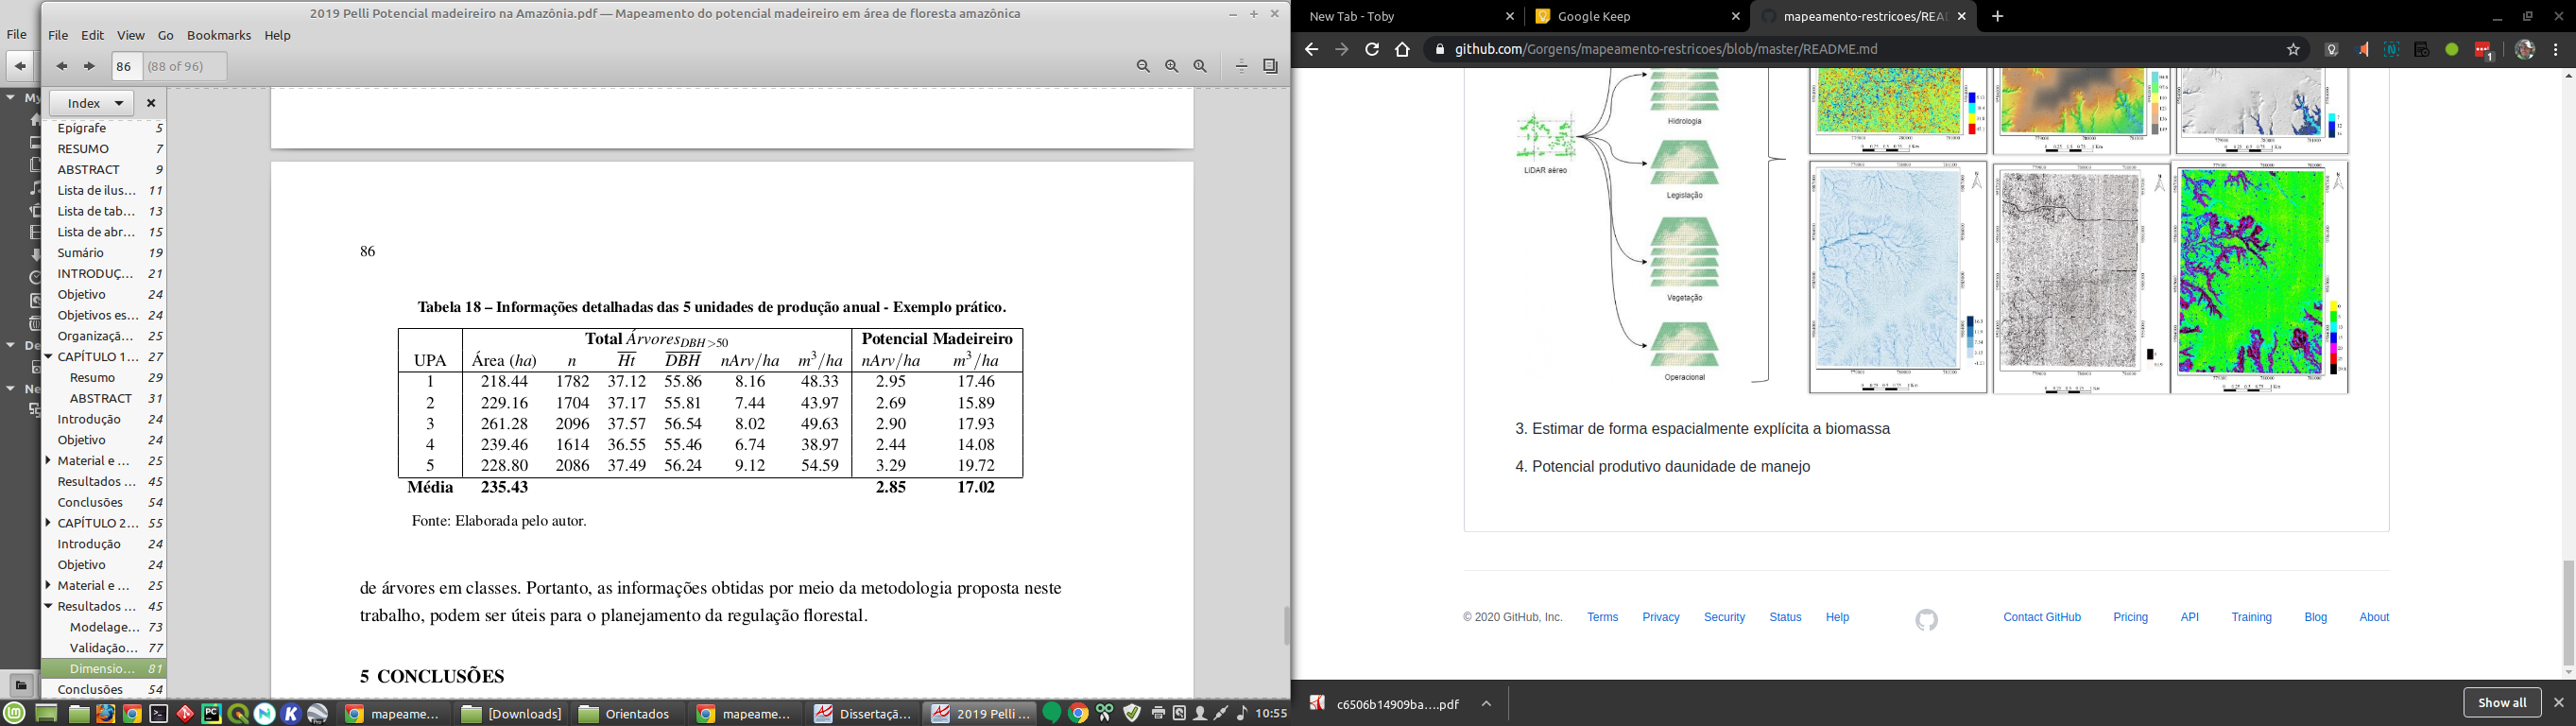 2019 Pelli Potencial madeireiro na Amazônia.pdf — Mapeamento do potencial madeireiro em área de floresta amazônica
File
File Edit View Go Bookmarks Help
86 (88 of 96)
My
De
Ne
Index
Epígrafe 5
RESUMO 7
ABSTRACT 9
Lista de ilus... 11
Lista de tab... 13
Lista de abr... 15
Sumário 19
INTRODUÇ... 21
Objetivo 24
Objetivos es... 24
Organizaçã... 25
CAPÍTULO 1... 27
Resumo 29
ABSTRACT 31
Introdução 24
Objetivo 24
Material e ... 25
Resultados ... 45
Conclusões 54
CAPÍTULO 2... 55
Introdução 24
Objetivo 24
Material e ... 25
Resultados ... 45
Modelage... 73
Validação... 77
Dimensio... 81
Conclusões 54
86
Tabela 18 – Informações detalhadas das 5 unidades de produção anual - Exemplo prático.
Total Árvores DBH>50 Potencial Madeireiro
UPA Área (ha) n Ht DBH nArv/ha m³/ha nArv/ha m³/ha
1 218.44 1782 37.12 55.86 8.16 48.33 2.95 17.46
2 229.16 1704 37.17 55.81 7.44 43.97 2.69 15.89
3 261.28 2096 37.57 56.54 8.02 49.63 2.90 17.93
4 239.46 1614 36.55 55.46 6.74 38.97 2.44 14.08
5 228.80 2086 37.49 56.24 9.12 54.59 3.29 19.72
Média 235.43 2.85 17.02
Fonte: Elaborada pelo autor.
de árvores em classes. Portanto, as informações obtidas por meio da metodologia proposta neste
trabalho, podem ser úteis para o planejamento da regulação florestal.
5 CONCLUSÕES
mapeame... [Downloads] Orientados mapeame... Dissertaçã... 2019 Pelli ... 10:55
New Tab - Toby
Google Keep
mapeamento-restricoes/REA
github.com/Gorgens/mapeamento-restricoes/blob/master/README.md
1
LiDAR aéreo
Hidrologia
Legislação
Vegetação
Operacional
3. Estimar de forma espacialmente explícita a biomassa
4. Potencial produtivo daunidade de manejo
© 2020 GitHub, Inc. Terms Privacy Security Status Help Contact GitHub Pricing API Training Blog About
c6506b14909ba....pdf
Show all